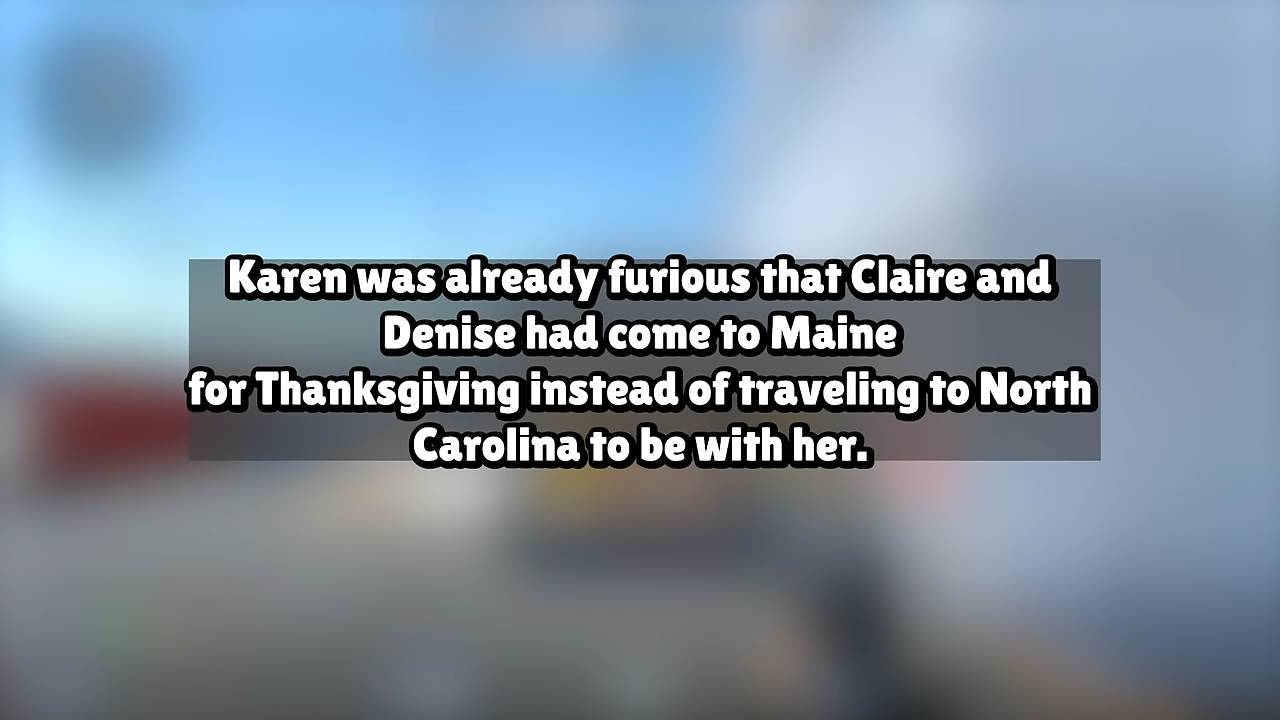 Karen was already furious that Claire and
Denise had come to Maine
for Thanksgiving instead of traveling to North
Carolina to be with her.